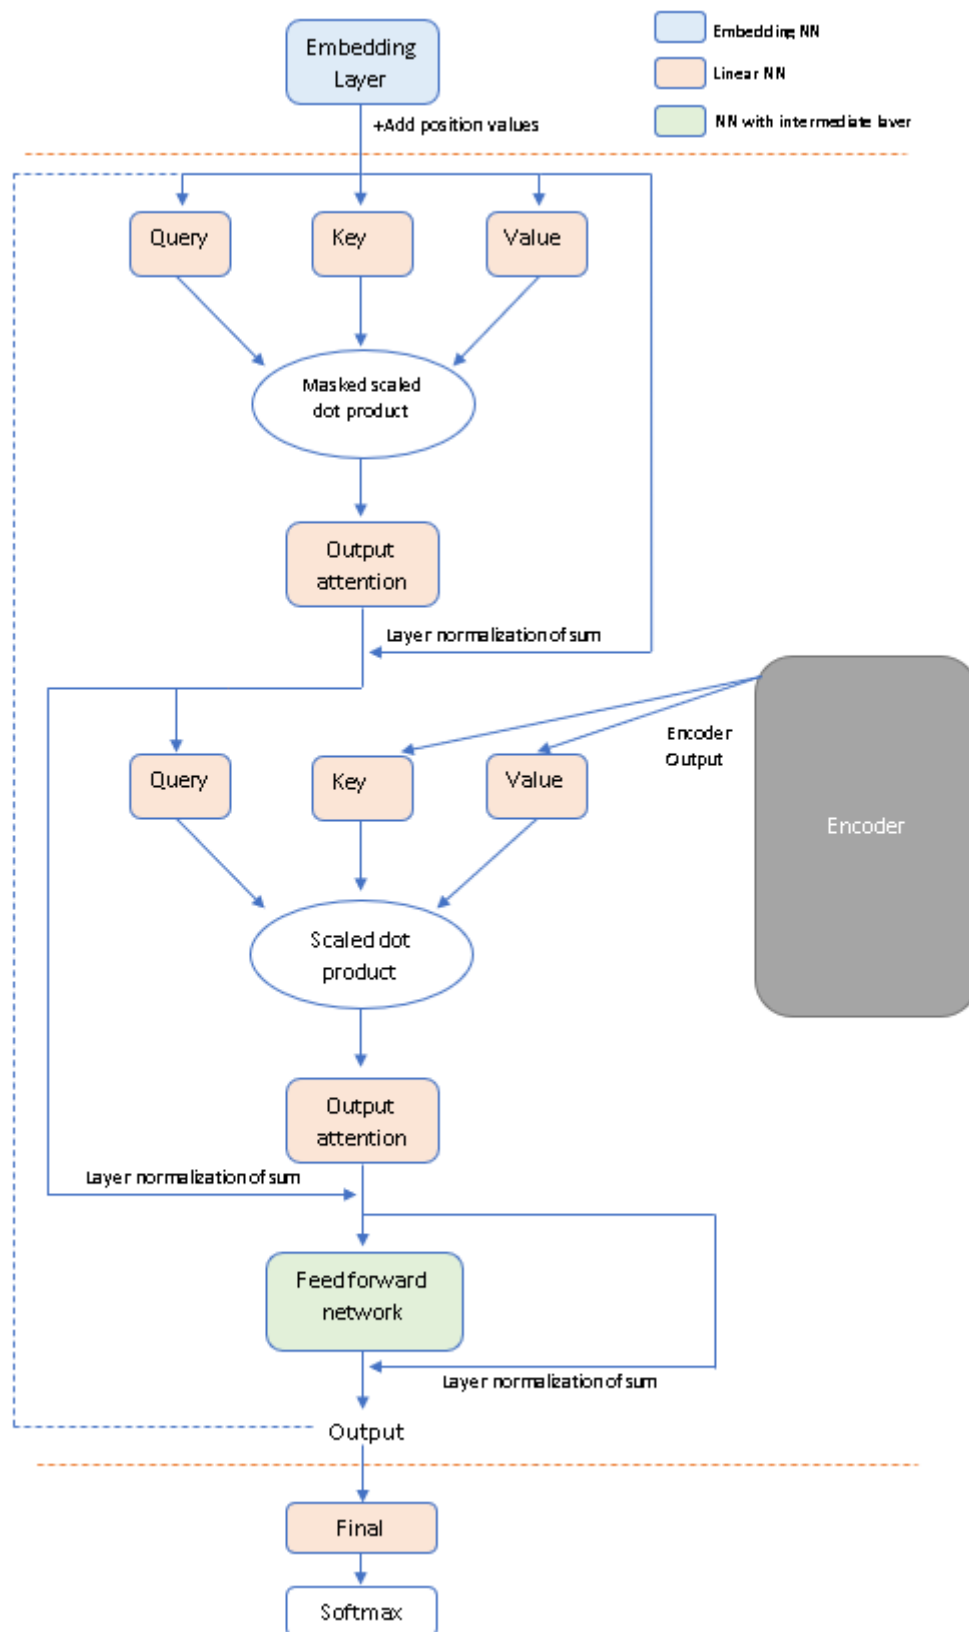 Embedding
Layer
Embedding NN
Linear NN
NN with intermediate layer
+Add position values
Query
Key
Value
Masked scaled
dot product
Output
attention
Layer normalization of sum
Encoder
Output
Query
Key
Value
Encoder
Scaled dot
product
Output
attention
Layer normalization of sum
Feed forward
network
Layer normalization of sum
Output
Final
Softmax